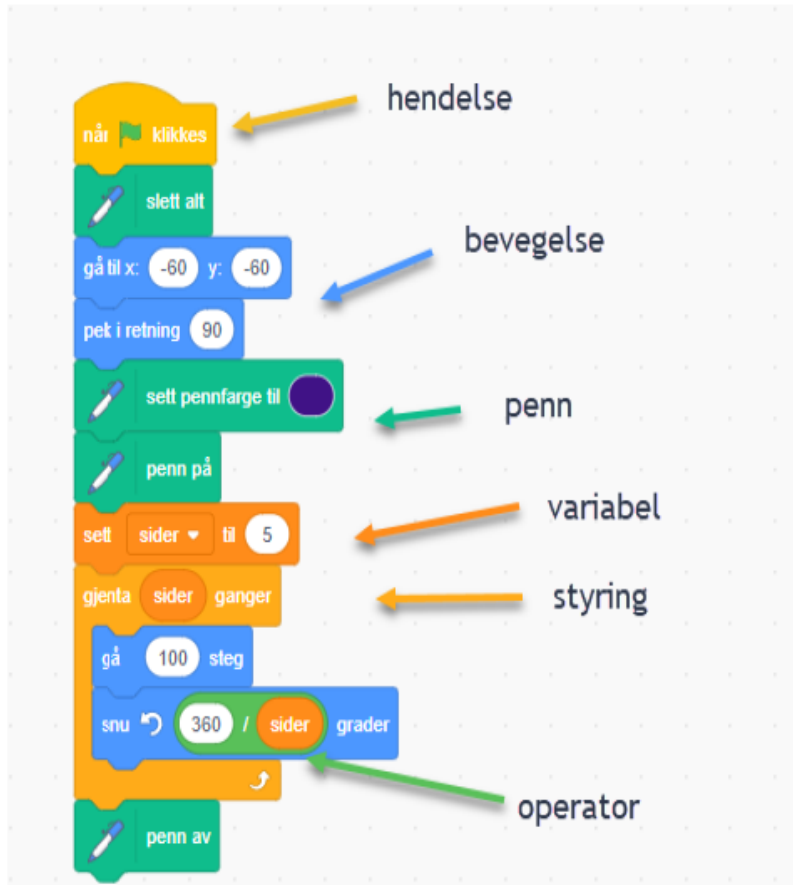 hendelse
når klikkes
slett alt
bevegelse
gå til x: -60 y: -60
pek i retning 90
sett pennfarge til
penn
penn på
variabel
sett sider til 5
styring
gjenta sider ganger
gå 100 steg
snu 360 / sider grader
operator
penn av